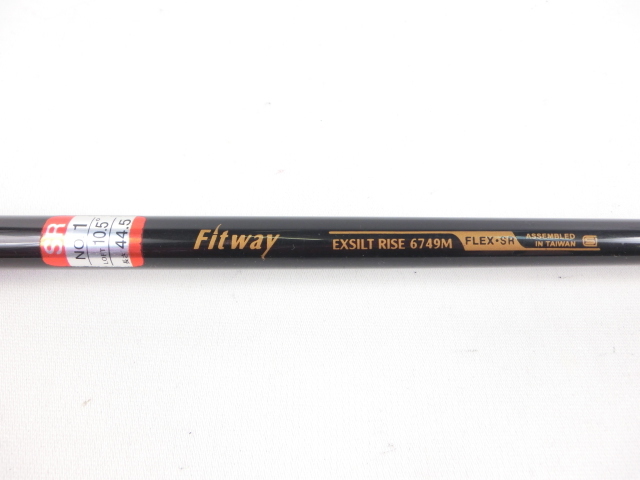 SR
NO. 1
LOFT 10.5°
44.5
Fitway
EXSILT RISE 6749M
FLEX•SR
ASSEMBLED
IN TAIWAN